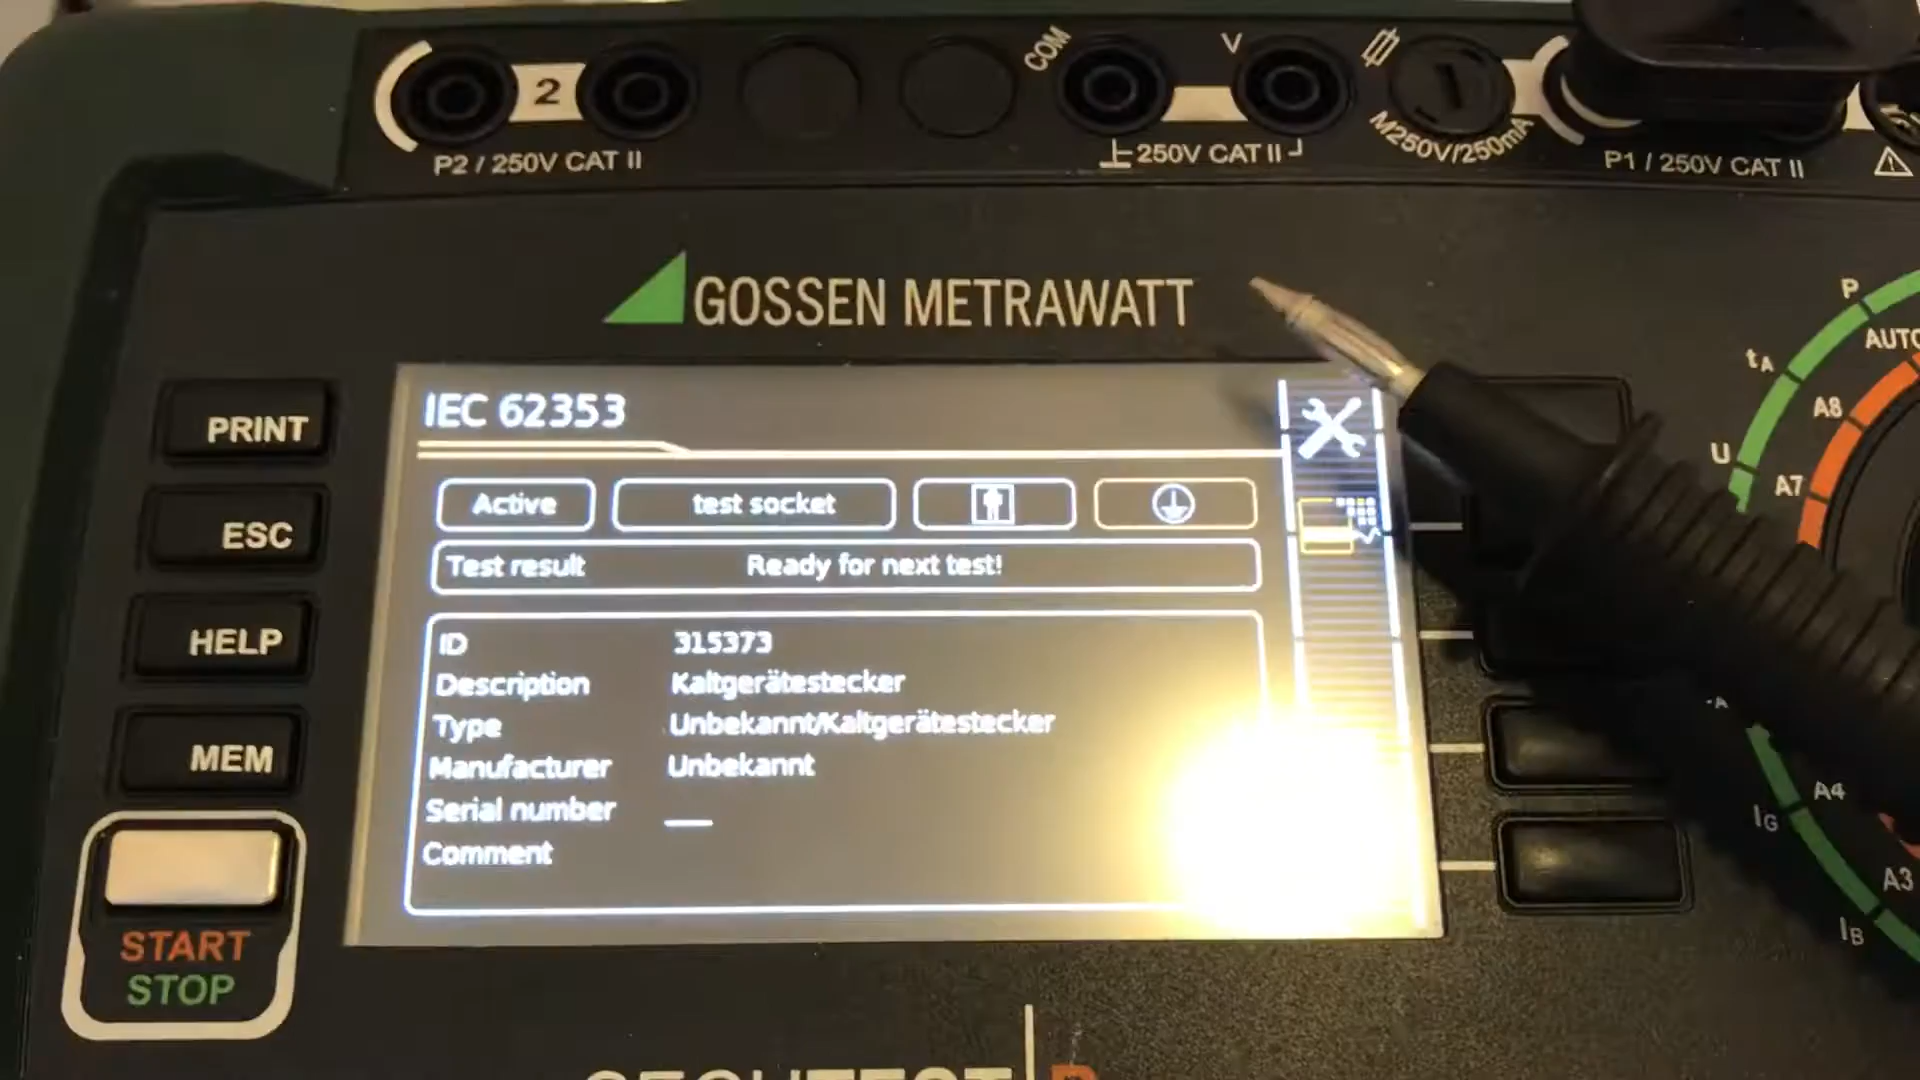 COM
V
2
P2 / 250V CAT II
250V CAT II
M250V/250mA
P1 / 250V CAT II
GOSSEN METRAWATT
P
AUTO
tA
A8
U
A7
PRINT
ESC
HELP
MEM
START
STOP
IEC 62353
Active
test socket
Test result Ready for next test!
ID 315373
Description Kaltgerätestecker
Type Unbekannt/Kaltgerätestecker
Manufacturer Unbekannt
Serial number __
Comment
A4
IG
A3
IB